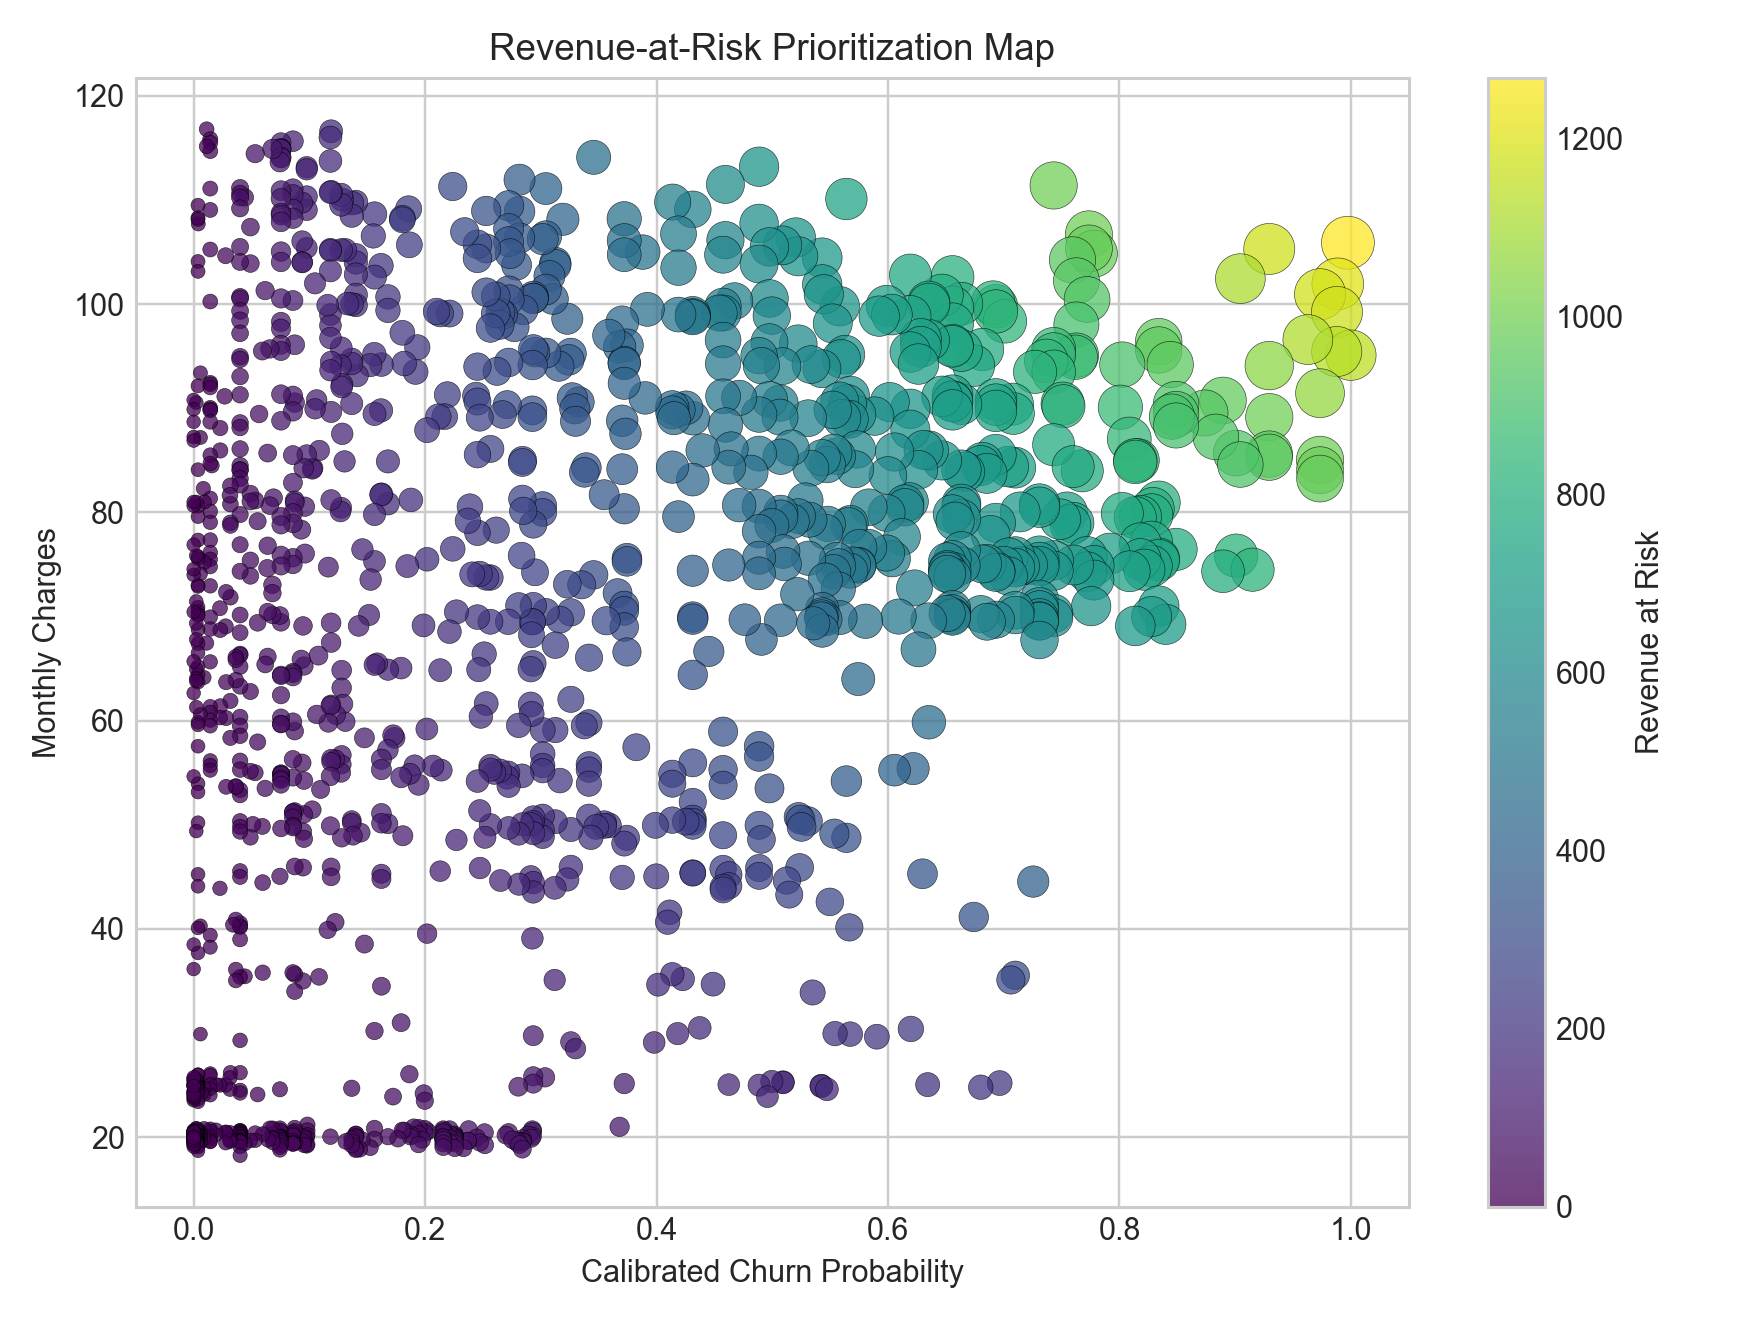 Revenue-at-Risk Prioritization Map
120
100
80
60
40
20
Monthly Charges
0.0 0.2 0.4 0.6 0.8 1.0
Calibrated Churn Probability
1200
1000
800
600
400
200
0
Revenue at Risk